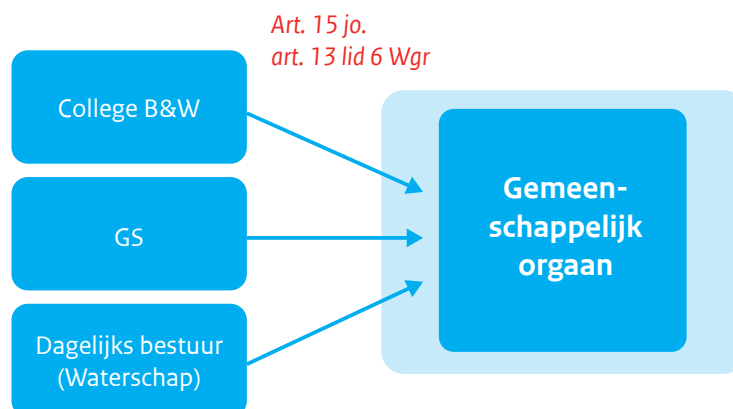 Art. 15 jo.
art. 13 lid 6 Wgr
College B&W
GS
Dagelijks bestuur
(Waterschap)
Gemeen-
schappelijk
orgaan